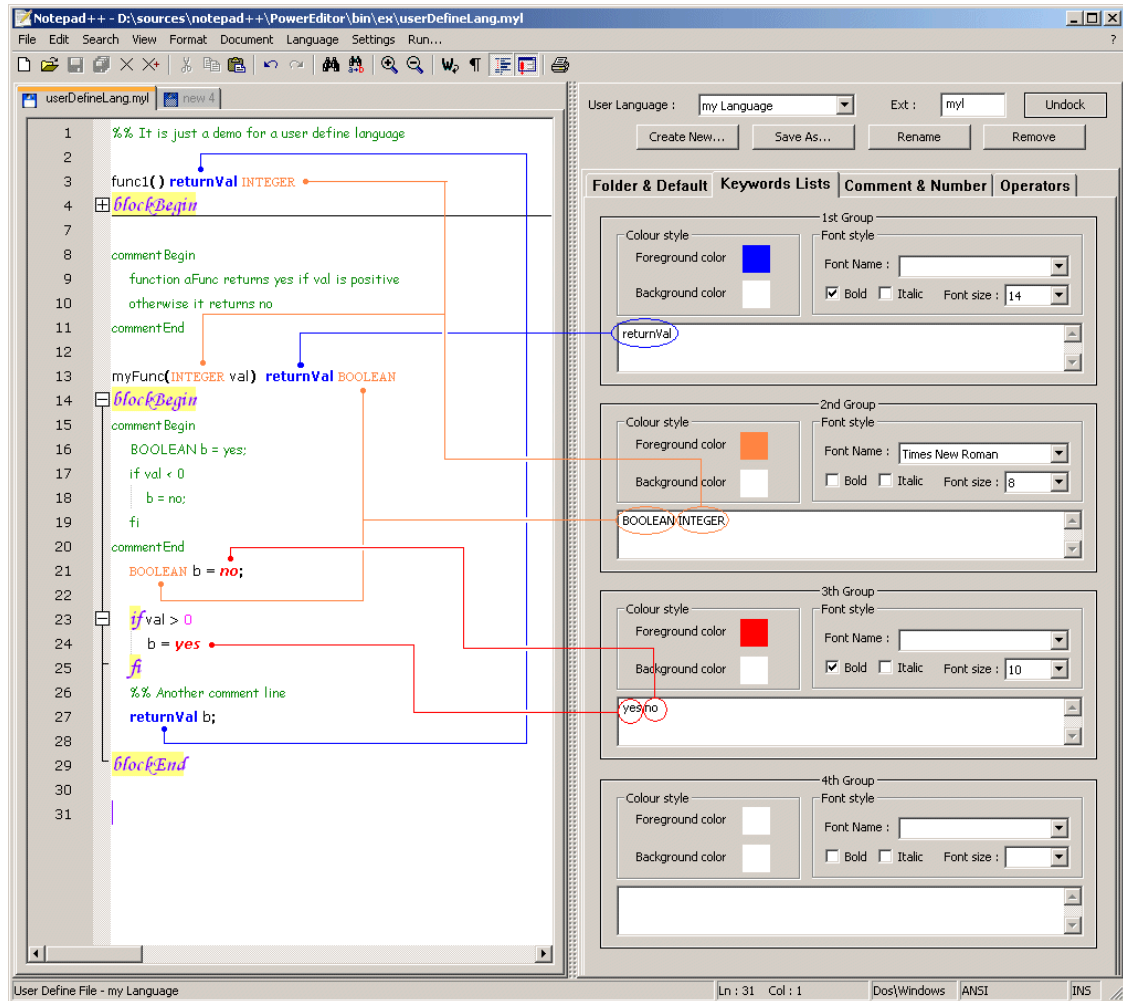 Notepad++ - D:\sources\notepad++\PowerEditor\bin\ex\userDefineLang.myl
File Edit Search View Format Document Language Settings Run... ?
userDefineLang.myl new 4
1 %% It is just a demo for a user define language
2
3 func1() returnVal INTEGER
4 blockBegin
7
8 commentBegin
9 function aFunc returns yes if val is positive
10 otherwise it returns no
11 commentEnd
12
13 myFunc(INTEGER val) returnVal BOOLEAN
14 blockBegin
15 commentBegin
16 BOOLEAN b = yes;
17 if val < 0
18 b = no;
19 fi
20 commentEnd
21 BOOLEAN b = no;
22
23 if val > 0
24 b = yes
25 fi
26 %% Another comment line
27 returnVal b;
28
29 blockEnd
30
31
User Language : my Language Ext : myl Undock
Create New... Save As... Rename Remove
Folder & Default Keywords Lists Comment & Number Operators
1st Group
Colour style Font style
Foreground color Font Name :
Background color Bold Italic Font size : 14
returnVal
2nd Group
Colour style Font style
Foreground color Font Name : Times New Roman
Background color Bold Italic Font size : 8
BOOLEAN INTEGER
3th Group
Colour style Font style
Foreground color Font Name :
Background color Bold Italic Font size : 10
yes no
4th Group
Colour style Font style
Foreground color Font Name :
Background color Bold Italic Font size :
User Define File - my Language Ln : 31 Col : 1 Dos\Windows ANSI INS